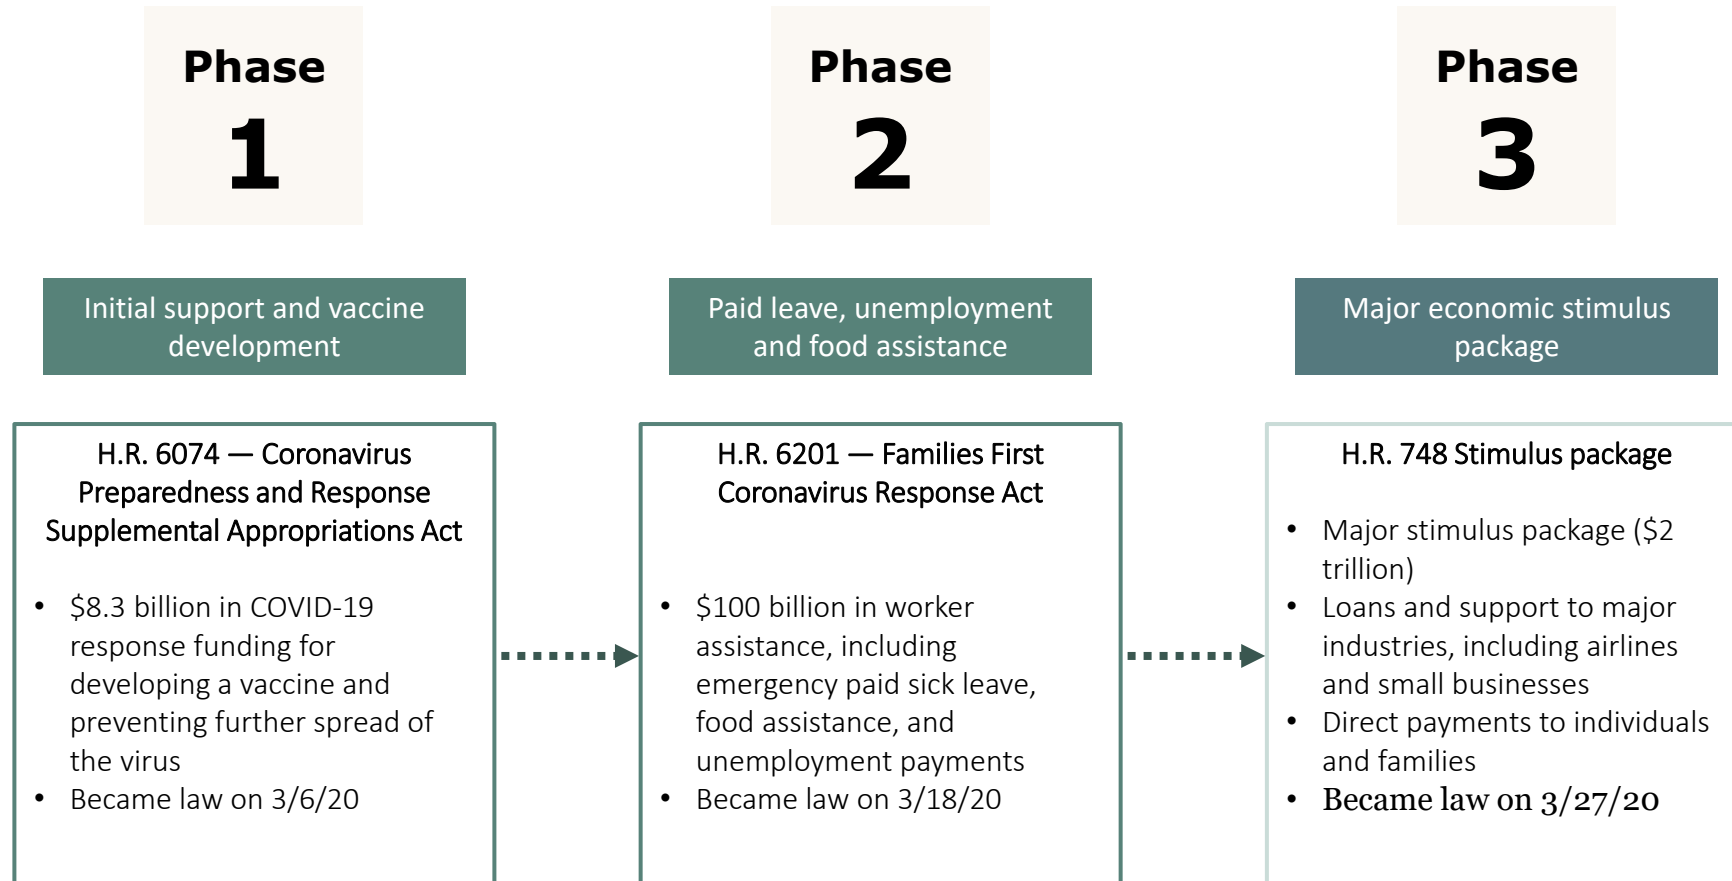 Phase
1
Initial support and vaccine
development
H.R. 6074 — Coronavirus
Preparedness and Response
Supplemental Appropriations Act
• $8.3 billion in COVID-19
response funding for
developing a vaccine and
preventing further spread of
the virus
• Became law on 3/6/20
Phase
2
Paid leave, unemployment
and food assistance
H.R. 6201 — Families First
Coronavirus Response Act
• $100 billion in worker
assistance, including
emergency paid sick leave,
food assistance, and
unemployment payments
• Became law on 3/18/20
Phase
3
Major economic stimulus
package
H.R. 748 Stimulus package
• Major stimulus package ($2
trillion)
• Loans and support to major
industries, including airlines
and small businesses
• Direct payments to individuals
and families
• Became law on 3/27/20